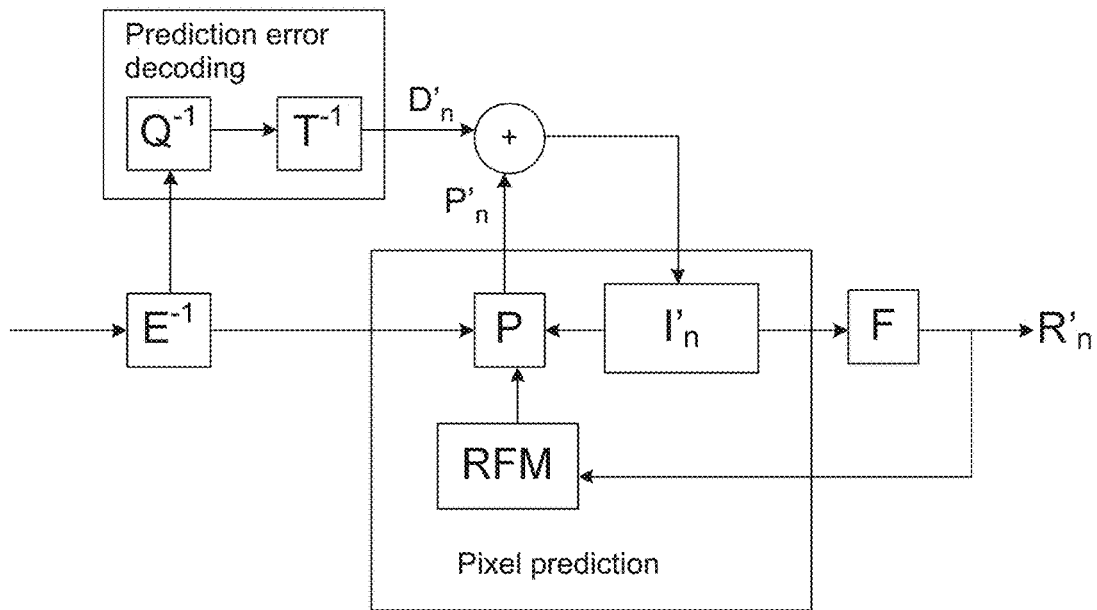 Prediction error
decoding
Q⁻¹
T⁻¹
D'ₙ
+
P'ₙ
E⁻¹
P
I'ₙ
F
R'ₙ
RFM
Pixel prediction